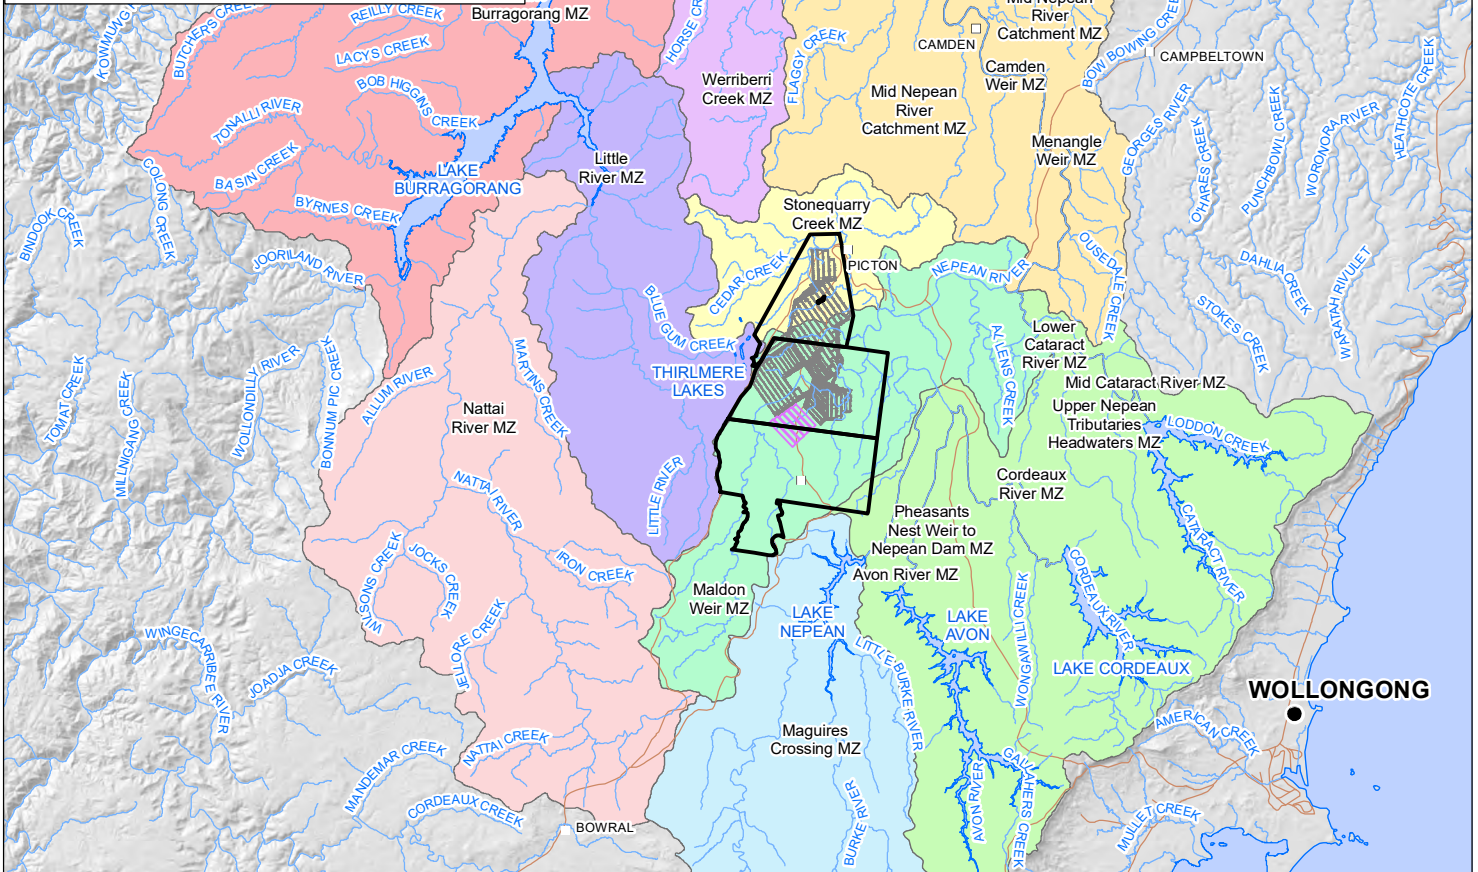 Burragorang MZ
Mid Nepean
River
Catchment MZ
KOWMUNG
BUTCHERS CREEK
REILLY CREEK
LACYS CREEK
BOB HIGGINS
CREEK
TONALLI RIVER
BASIN CREEK
BYRNES CREEK
COLONG CREEK
BINDOOK CREEK
JOORILAND RIVER
LAKE
BURRAGORANG
HORSE CR
Werriberri
Creek MZ
FLAGGY CREEK
CAMDEN
Camden
Weir MZ
Mid Nepean
River
Catchment MZ
Menangle
Weir MZ
BOW BOWING CREE
CAMPBELTOWN
GEORGES RIVER
OHARES CREEK
PUNCHBOWL CREEK
WORONORA RIVER
HEATHCOTE CREEK
Little
River MZ
Stonequarry
Creek MZ
PICTON
CEDAR CREEK
BLUE GUM CREEK
THIRLMERE
LAKES
NEPEAN RIVER
OUSEDALE CREEK
DAHLIA CREEK
STOKES CREEK
WARATAH RIVULET
ALLENS CREEK
Lower
Cataract
River MZ
Mid Cataract River MZ
Upper Nepean
Tributaries
Headwaters MZ
LODDON CREEK
CATARACT RIVER
Cordeaux
River MZ
Pheasants
Nest Weir to
Nepean Dam MZ
Avon River MZ
TOMAT CREEK
MILLNIGANG CREEK
WOLLONDILLY RIVER
BONNUM PIC CREEK
ALLUM RIVER
MARTINS CREEK
Nattai
River MZ
NATTAI RIVER
LITTLE RIVER
IRON CREEK
WILSONS CREEK
JOCKS CREEK
JELLORE CREEK
Maldon
Weir MZ
LAKE
NEPEAN
LAKE
AVON
LITTLE BURKE RIVER
WONGAWILLI CREEK
CORDEAUX RIVER
LAKE CORDEAUX
WINGECARRIBEE RIVER
JOADJA CREEK
WOLLONGONG
AMERICAN CREEK
Maguires
Crossing MZ
NATTAI CREEK
MANDEMAR CREEK
CORDEAUX CREEK
BOWRAL
BURKE RIVER
AVON RIVER
GALLAHERS CREEK
MULLET CREEK